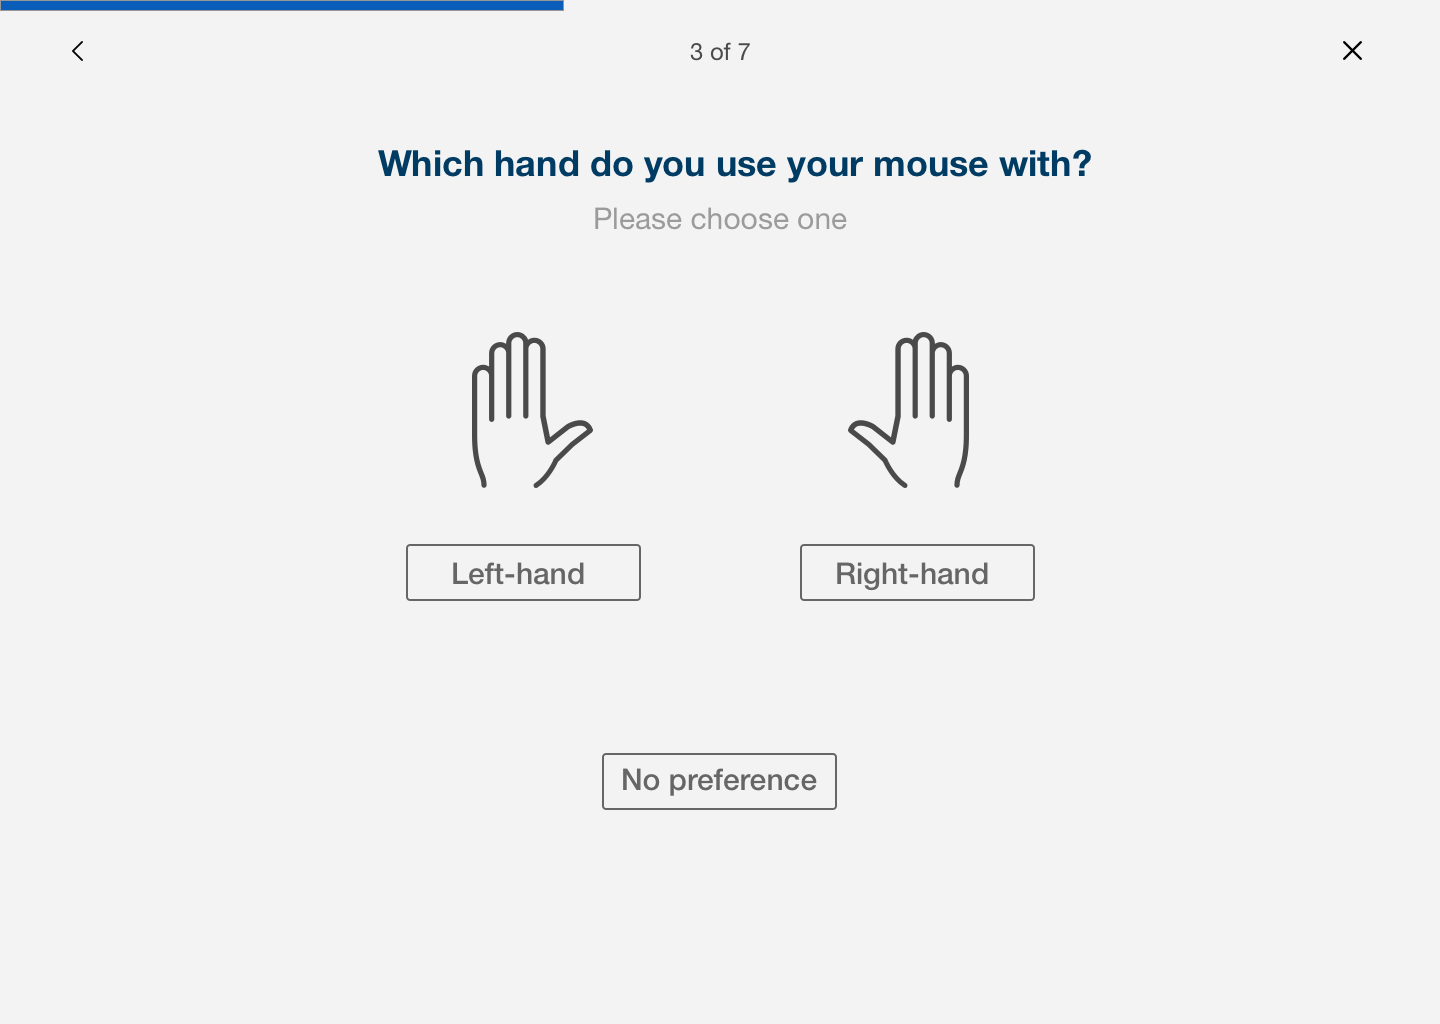 3 of 7
Which hand do you use your mouse with?
Please choose one
Left-hand
Right-hand
No preference